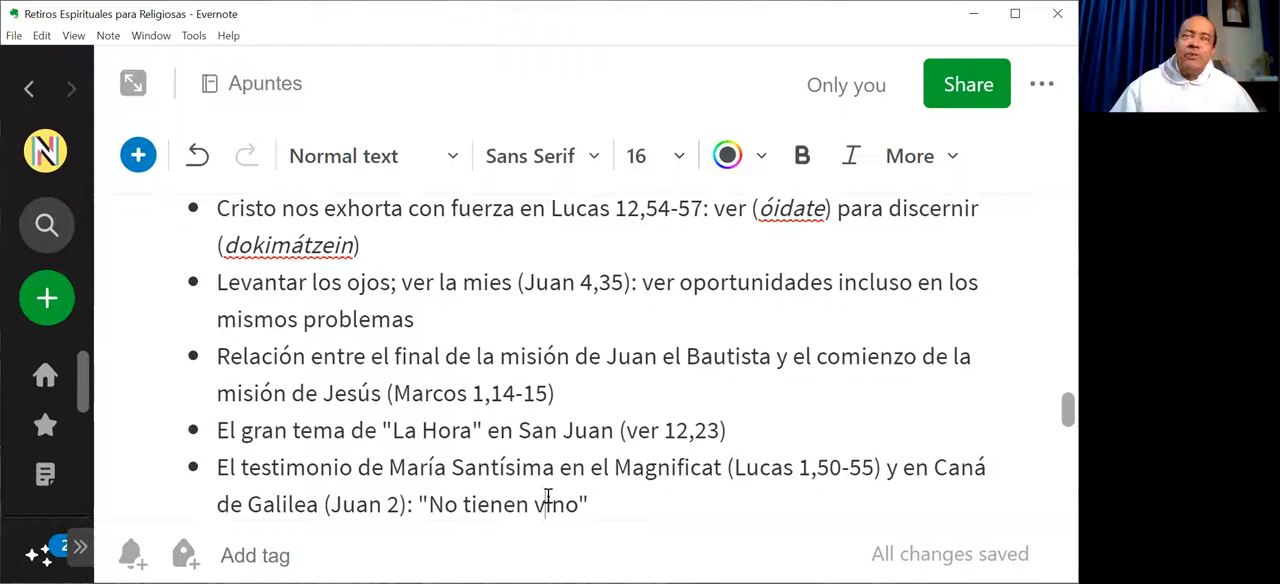 Retiros Espirituales para Religiosas - Evernote
File Edit View Note Window Tools Help
Apuntes Only you Share
Normal text Sans Serif 16 B I More
Cristo nos exhorta con fuerza en Lucas 12,54-57: ver (óidate) para discernir
(dokimátzein)
Levantar los ojos; ver la mies (Juan 4,35): ver oportunidades incluso en los
mismos problemas
Relación entre el final de la misión de Juan el Bautista y el comienzo de la
misión de Jesús (Marcos 1,14-15)
El gran tema de "La Hora" en San Juan (ver 12,23)
El testimonio de María Santísima en el Magnificat (Lucas 1,50-55) y en Caná
de Galilea (Juan 2): "No tienen vino"
2
Add tag All changes saved